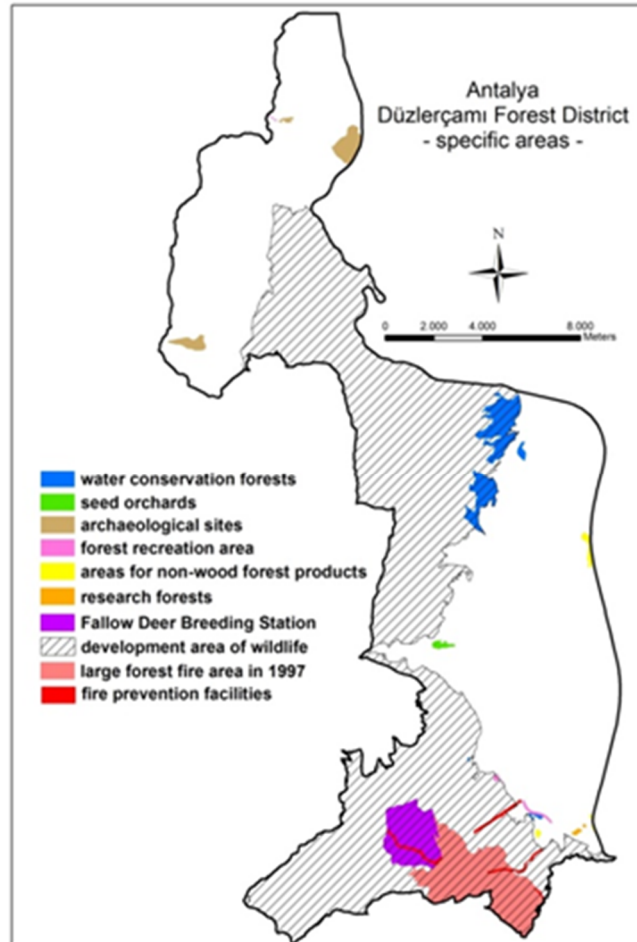 Antalya
Düzlerçamı Forest District
- specific areas -
N
0 2.000 4.000 8.000
Meters
water conservation forests
seed orchards
archaeological sites
forest recreation area
areas for non-wood forest products
research forests
Fallow Deer Breeding Station
development area of wildlife
large forest fire area in 1997
fire prevention facilities